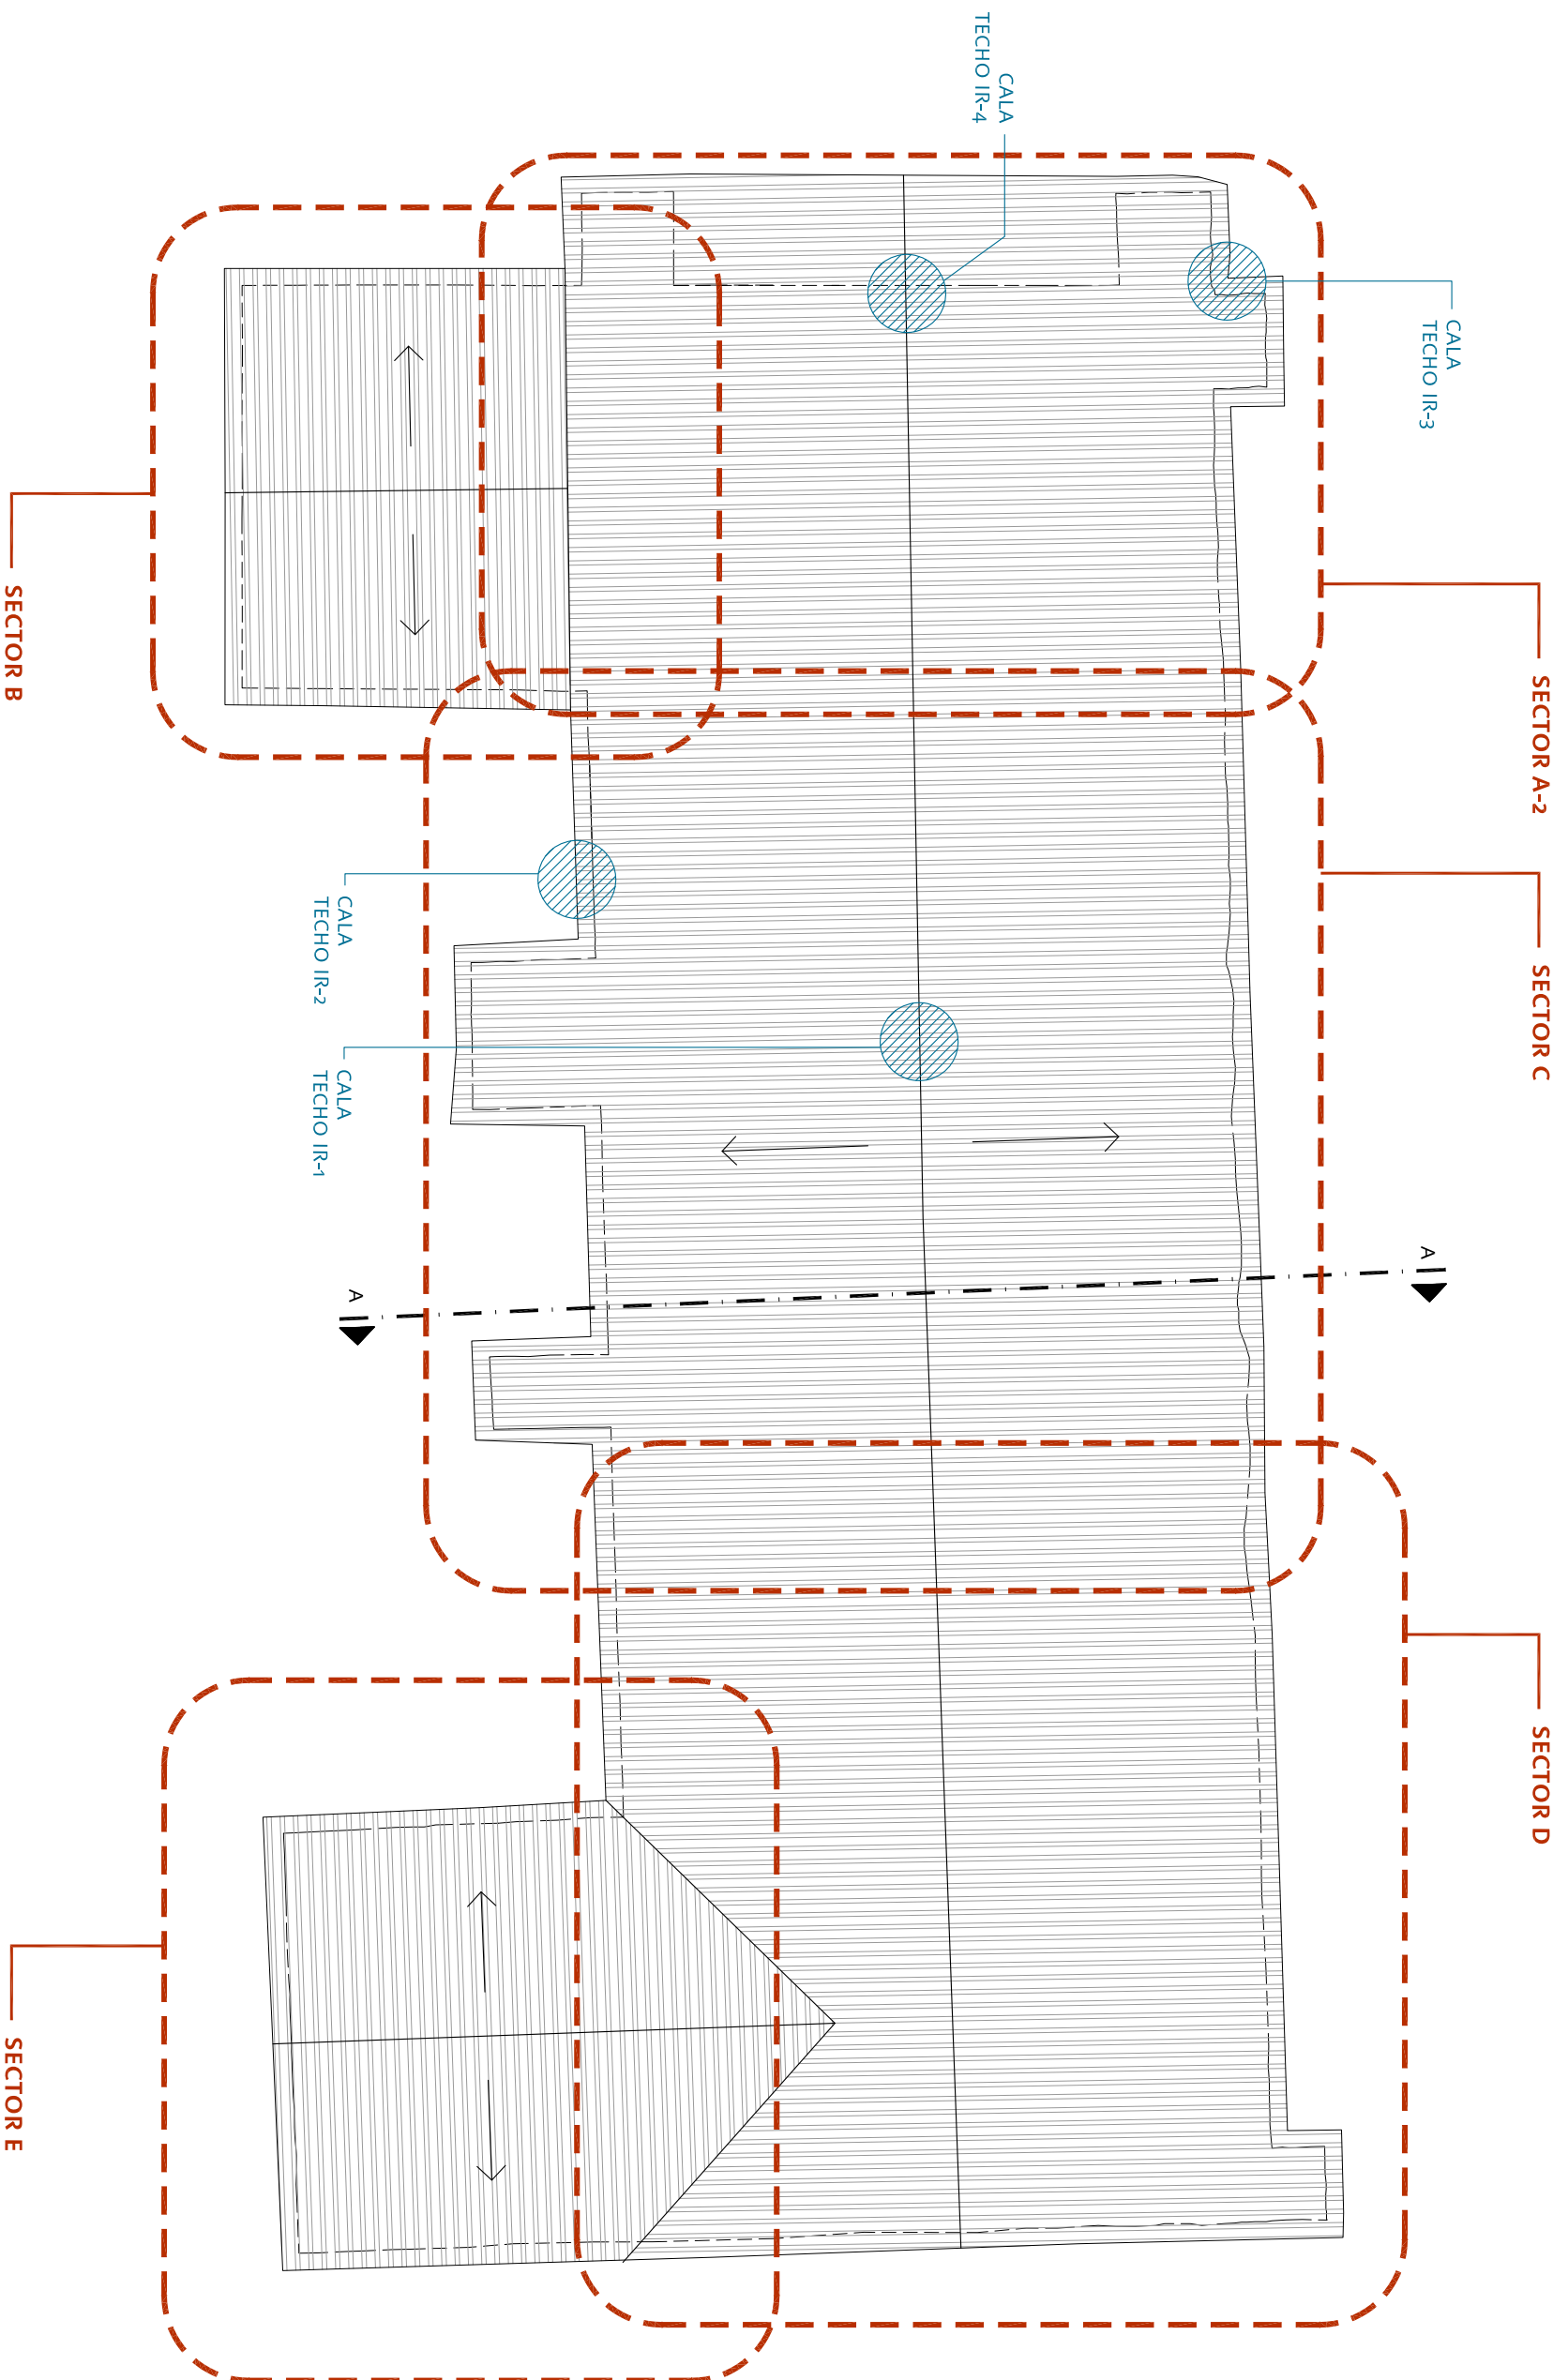 CALA
TECHO IR-4
CALA
TECHO IR-3
SECTOR B
SECTOR A-2
CALA
TECHO IR-2
SECTOR C
CALA
TECHO IR-1
A
A
SECTOR D
SECTOR E